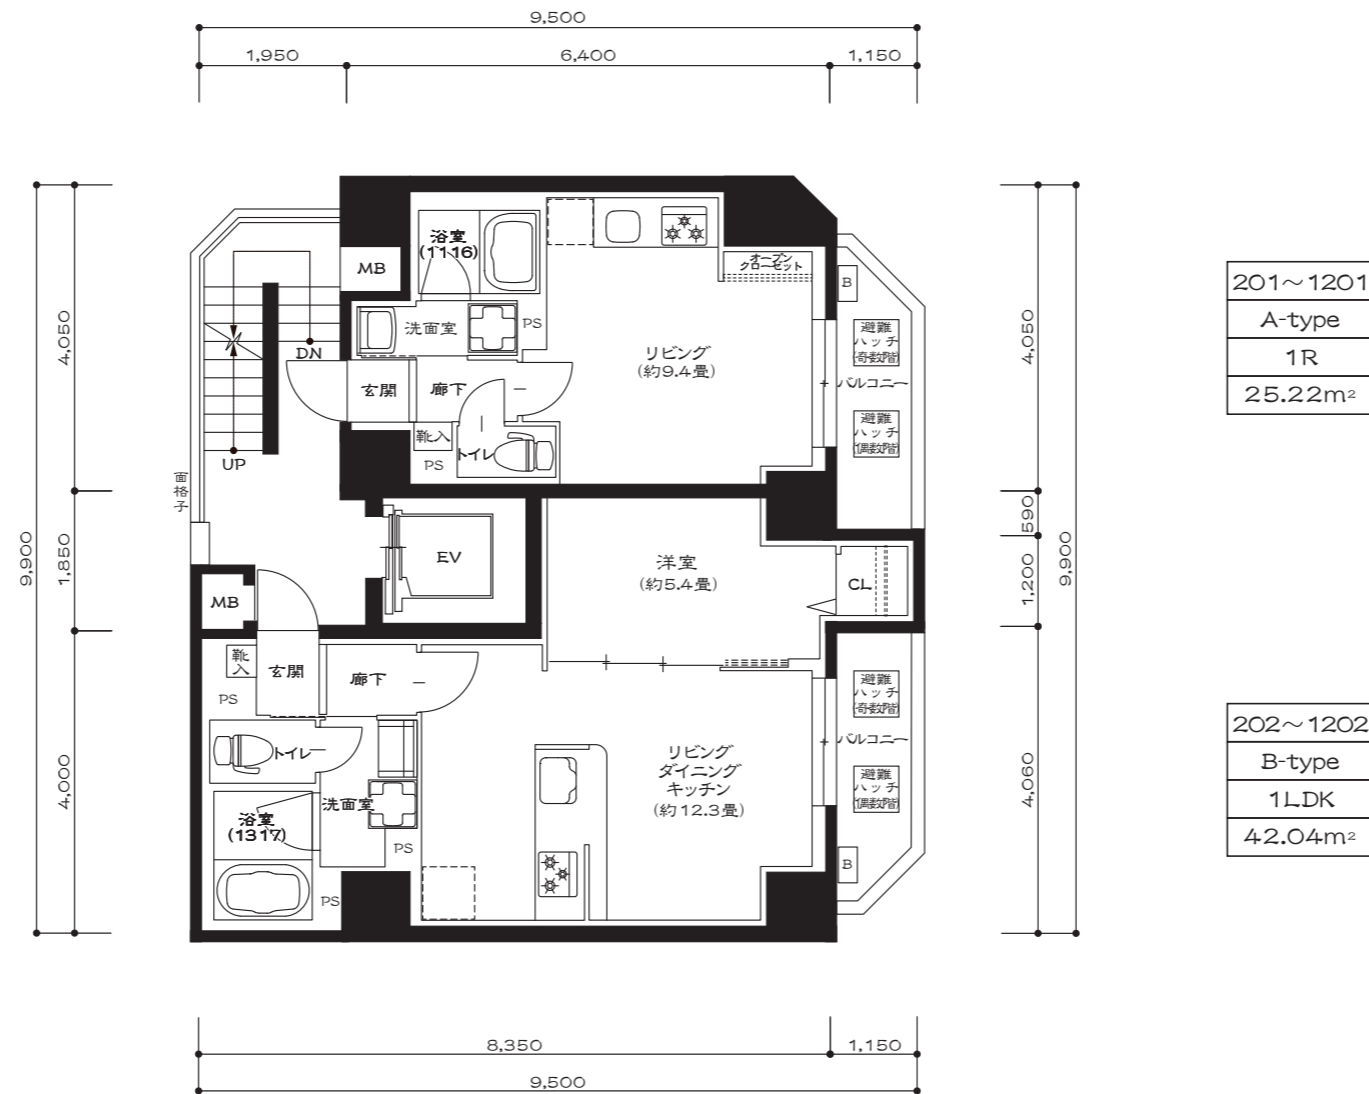 9,500
1,950
6,400
1,150
浴室
(1116)
MB
オープン
クローゼット
B
洗面室
PS
DN
リビング
(約9.4畳)
避難
ハッチ
(奇数階)
バルコニー
玄関
廊下
避難
ハッチ
(偶数階)
靴入
トイレ
PS
UP
面格子
4,050
1,850
4,000
9,900
4,050
590
1,200
4,060
9,900
EV
洋室
(約5.4畳)
CL
MB
靴入
玄関
廊下
PS
避難
ハッチ
(奇数階)
トイレ
リビング
ダイニング
キッチン
(約12.3畳)
バルコニー
避難
ハッチ
(偶数階)
洗面室
浴室
(1317)
PS
B
PS
8,350
1,150
9,500
201～1201
A-type
1R
25.22m²
202～1202
B-type
1LDK
42.04m²